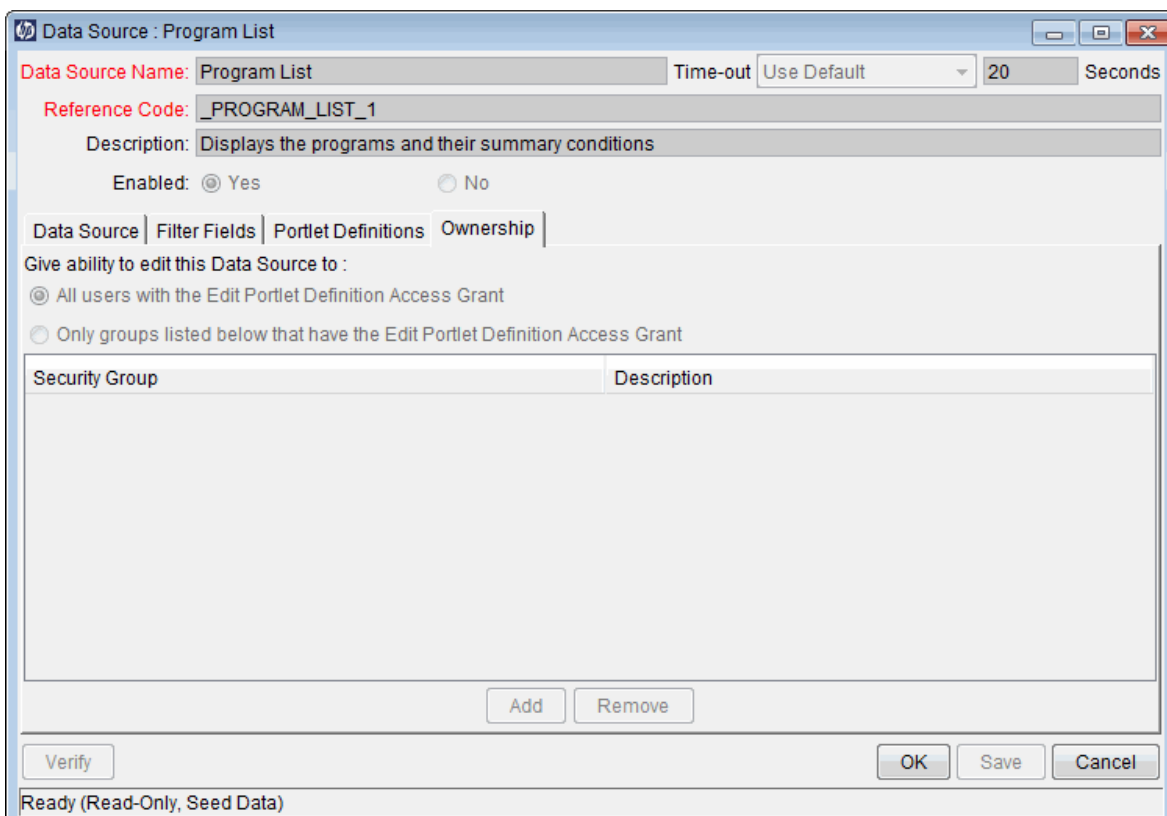 Data Source : Program List
Data Source Name: Program List Time-out Use Default 20 Seconds
Reference Code: _PROGRAM_LIST_1
Description: Displays the programs and their summary conditions
Enabled: Yes No
Data Source Filter Fields Portlet Definitions Ownership
Give ability to edit this Data Source to :
All users with the Edit Portlet Definition Access Grant
Only groups listed below that have the Edit Portlet Definition Access Grant
Security Group Description
Add Remove
Verify OK Save Cancel
Ready (Read-Only, Seed Data)